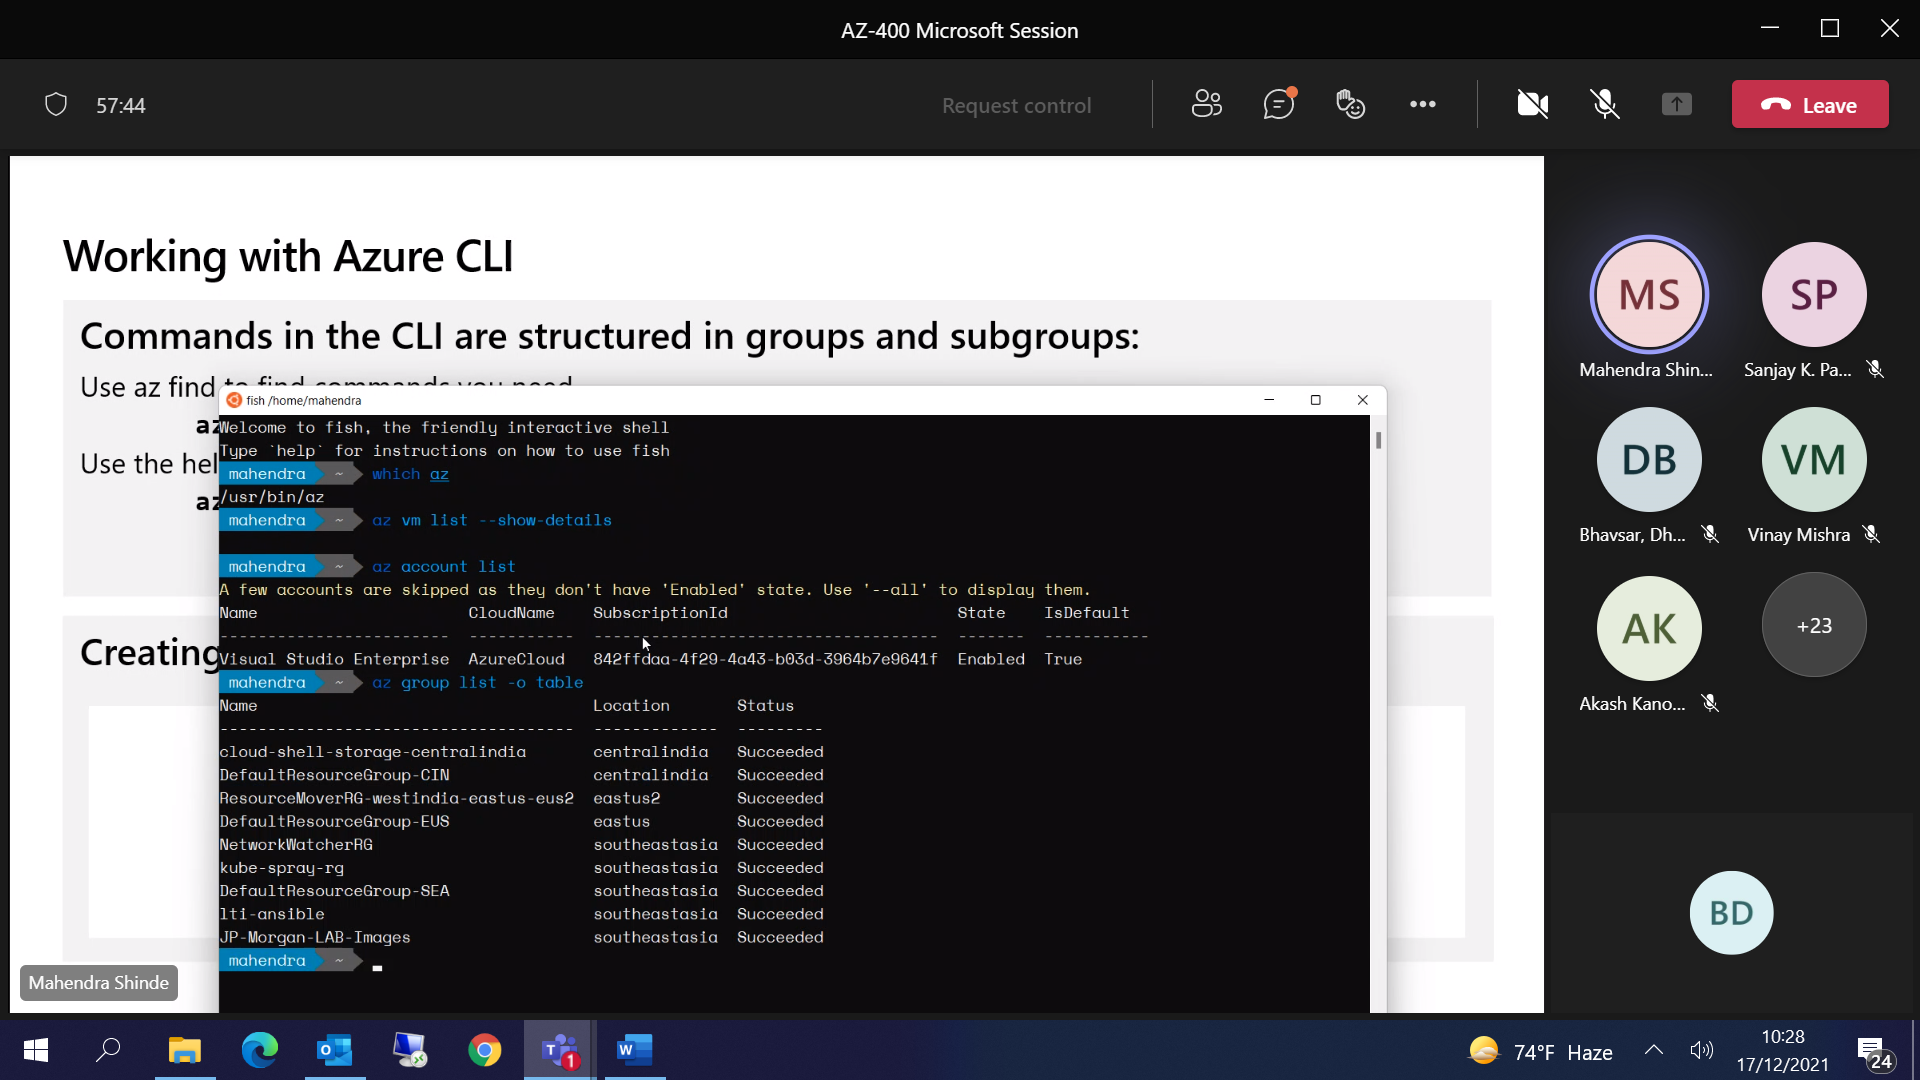 AZ-400 Microsoft Session
57:44
Request control
Leave
Working with Azure CLI
Commands in the CLI are structured in groups and subgroups:
Use az find
az
Use the hel
az
Creating
fish /home/mahendra
Welcome to fish, the friendly interactive shell
Type `help` for instructions on how to use fish
mahendra ~ which az
/usr/bin/az
mahendra ~ az vm list --show-details
mahendra ~ az account list
A few accounts are skipped as they don't have 'Enabled' state. Use '--all' to display them.
Name CloudName SubscriptionId State IsDefault
------------------------ ----------- ------------------------------------ ------- -----------
Visual Studio Enterprise AzureCloud 842ffdaa-4f29-4a43-b03d-3964b7e9641f Enabled True
mahendra ~ az group list -o table
Name Location Status
------------------------------------- ------------- ---------
cloud-shell-storage-centralindia centralindia Succeeded
DefaultResourceGroup-CIN centralindia Succeeded
ResourceMoverRG-westindia-eastus-eus2 eastus2 Succeeded
DefaultResourceGroup-EUS eastus Succeeded
NetworkWatcherRG southeastasia Succeeded
kube-spray-rg southeastasia Succeeded
DefaultResourceGroup-SEA southeastasia Succeeded
lti-ansible southeastasia Succeeded
JP-Morgan-LAB-Images southeastasia Succeeded
mahendra ~
Mahendra Shinde
MS
SP
Mahendra Shin...
Sanjay K. Pa...
DB
VM
Bhavsar, Dh...
Vinay Mishra
AK
+23
Akash Kano...
BD
1
74°F Haze
10:28
17/12/2021
24